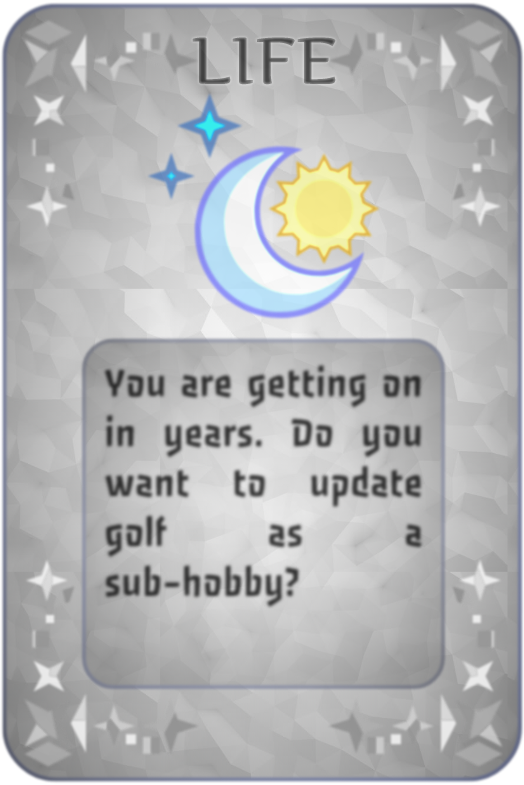 LIFE
You are getting on
in years. Do you
want to update
golf as a
sub-hobby?